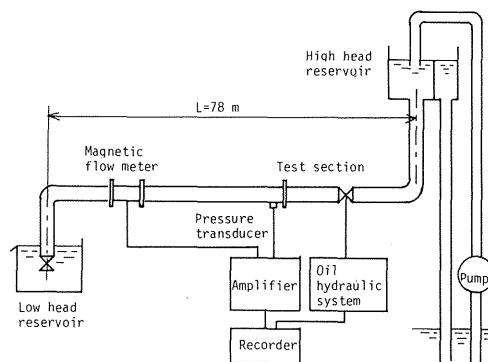 High head
reservoir
L=78 m
Magnetic
flow meter
Test section
Pressure
transducer
Amplifier
Oil
hydraulic
system
Pump
Low head
reservoir
Recorder